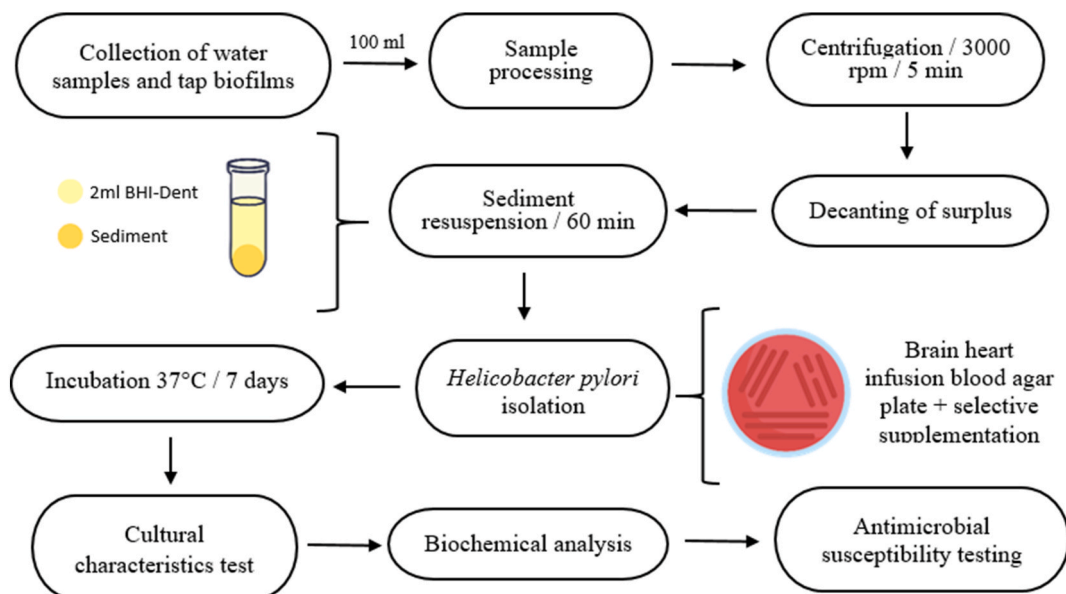 Collection of water
samples and tap biofilms
100 ml
Sample
processing
Centrifugation / 3000
rpm / 5 min
2ml BHI-Dent
Sediment
Sediment
resuspension / 60 min
Decanting of surplus
Incubation 37°C / 7 days
Helicobacter pylori
isolation
Brain heart
infusion blood agar
plate + selective
supplementation
Cultural
characteristics test
Biochemical analysis
Antimicrobial
susceptibility testing